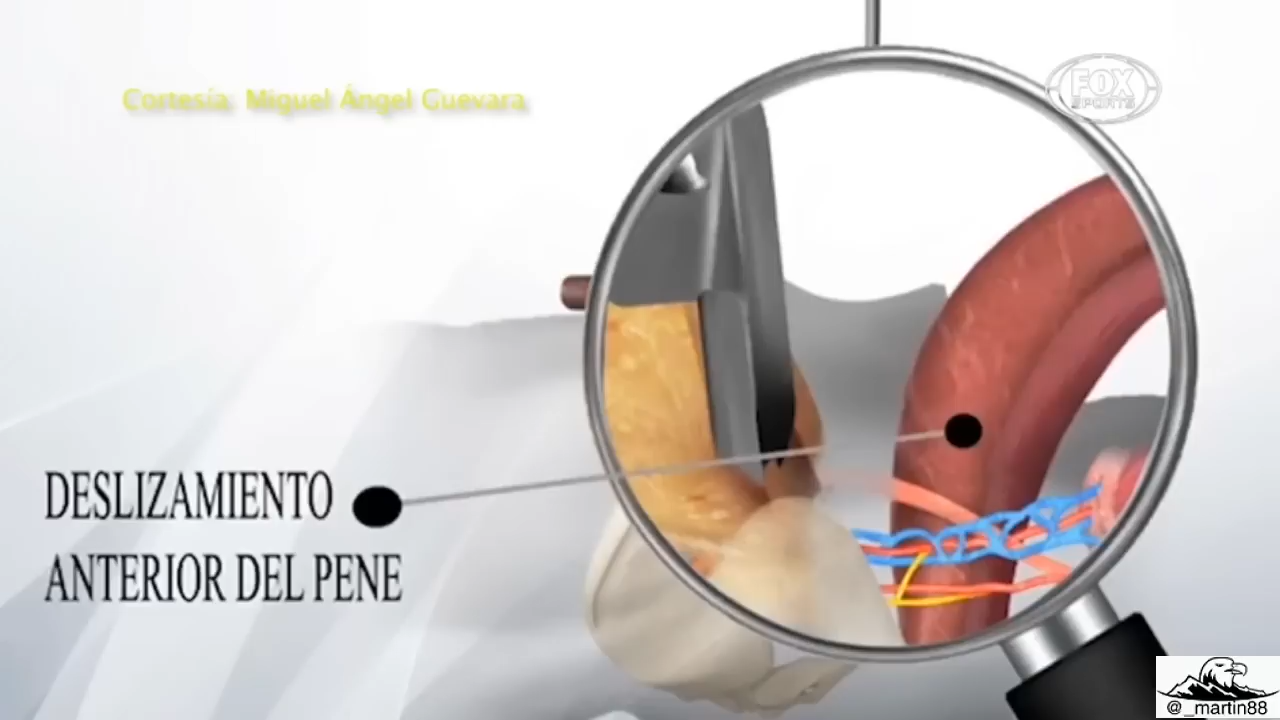 Cortesía: Miguel Ángel Guevara
FOX
SPORTS
DESLIZAMIENTO
ANTERIOR DEL PENE
@_martin88